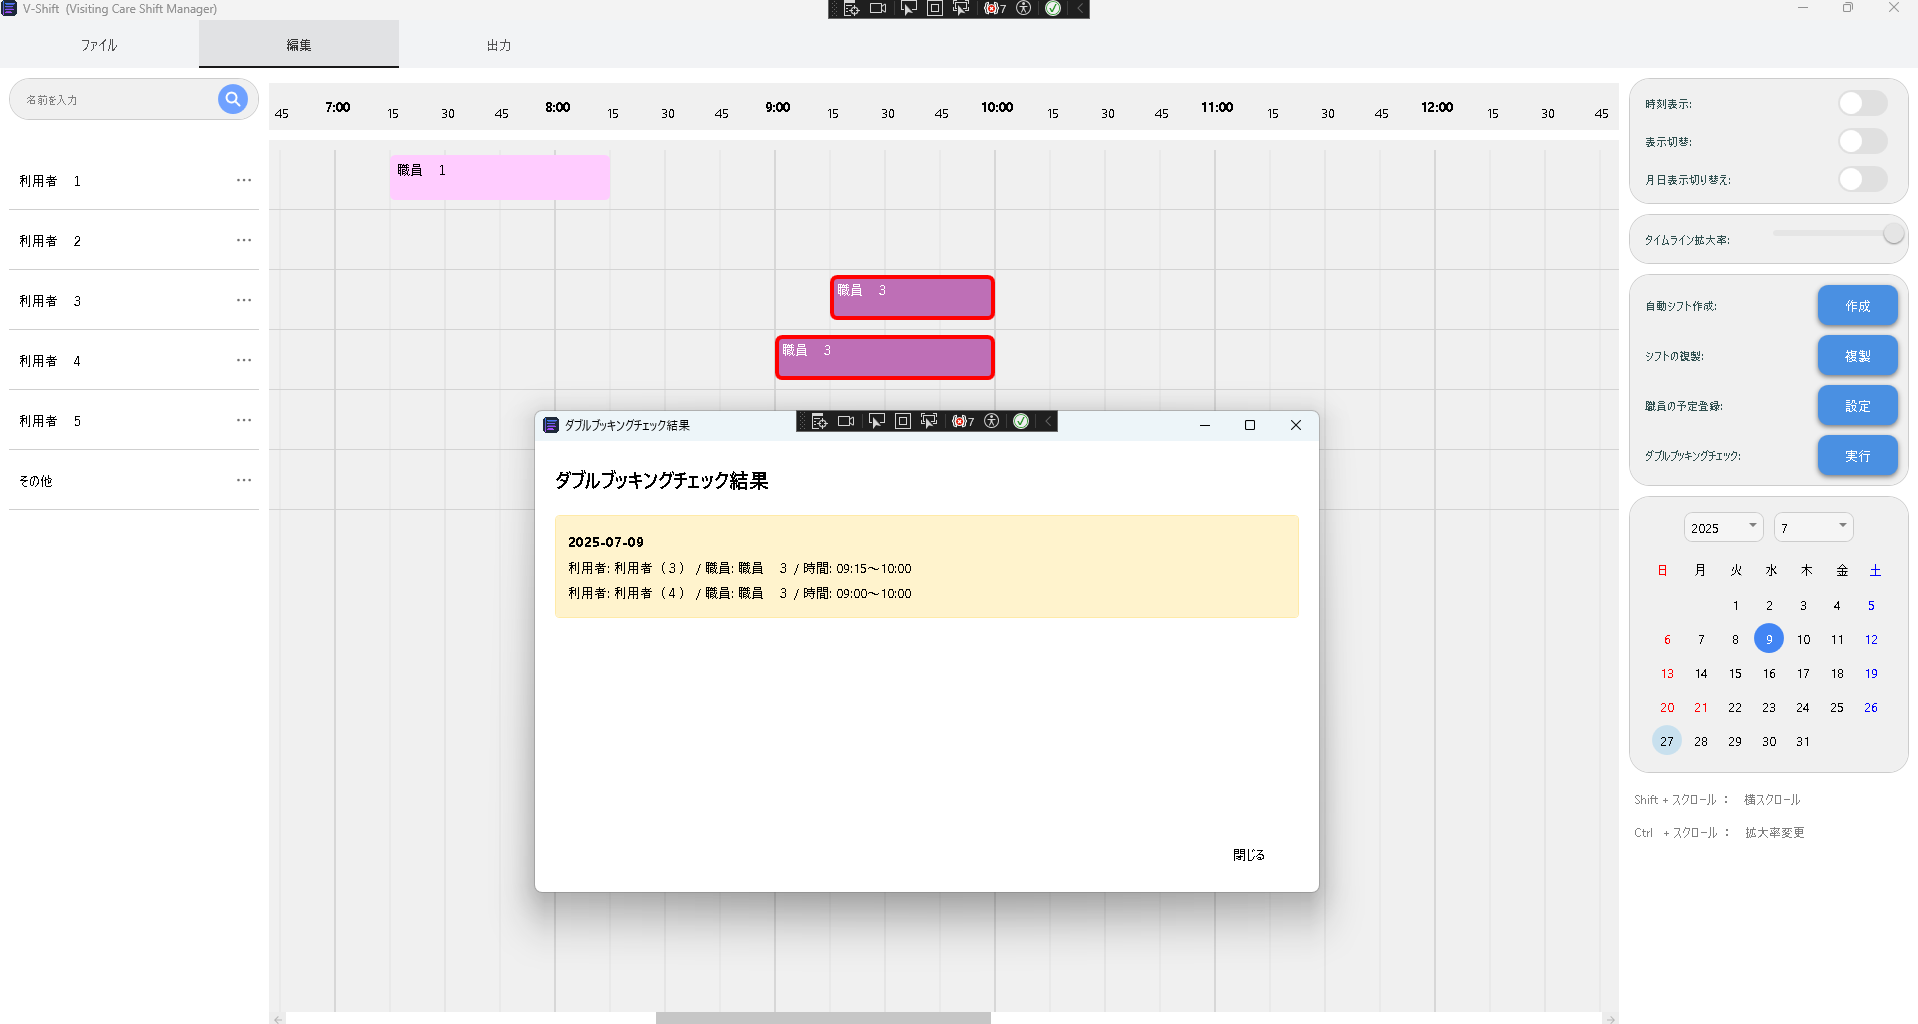 V-Shift (Visiting Care Shift Manager)
7
ファイル
編集
出力
名前を入力
45 7:00 15 30 45 8:00 15 30 45 9:00 15 30 45 10:00 15 30 45 11:00 15 30 45 12:00 15 30 45
利用者 1 ...
利用者 2 ...
利用者 3 ...
利用者 4 ...
利用者 5 ...
その他 ...
職員 1
職員 3
職員 3
ダブルブッキングチェック結果
7
ダブルブッキングチェック結果
2025-07-09
利用者: 利用者（３） / 職員: 職員 3 / 時間: 09:15～10:00
利用者: 利用者（４） / 職員: 職員 3 / 時間: 09:00～10:00
閉じる
時刻表示:
表示切替:
月日表示切り替え:
タイムライン拡大率:
自動シフト作成: 作成
シフトの複製: 複製
職員の予定登録: 設定
ダブルブッキングチェック: 実行
2025 7
日 月 火 水 木 金 土
1 2 3 4 5
6 7 8 9 10 11 12
13 14 15 16 17 18 19
20 21 22 23 24 25 26
27 28 29 30 31
Shift + スクロール ： 横スクロール
Ctrl + スクロール ： 拡大率変更